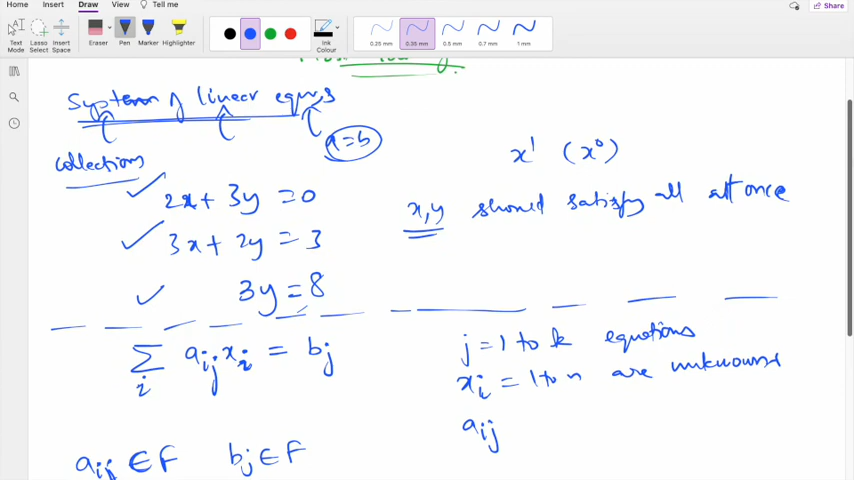 Home Insert Draw View Tell me Share
Text Mode Lasso Select Insert Space Eraser Pen Marker Highlighter Ink Colour 0.25 mm 0.35 mm 0.5 mm 0.7 mm 1 mm
System of linear equns
a=b
collections
x¹ (x⁰)
2x + 3y = 0
x,y should satisfy all at once
3x + 2y = 3
3y = 8
∑ aij xi = bj
i
j = 1 to k equations
xi = 1 to n are unknowns
aij
aij ∈ F bj ∈ F